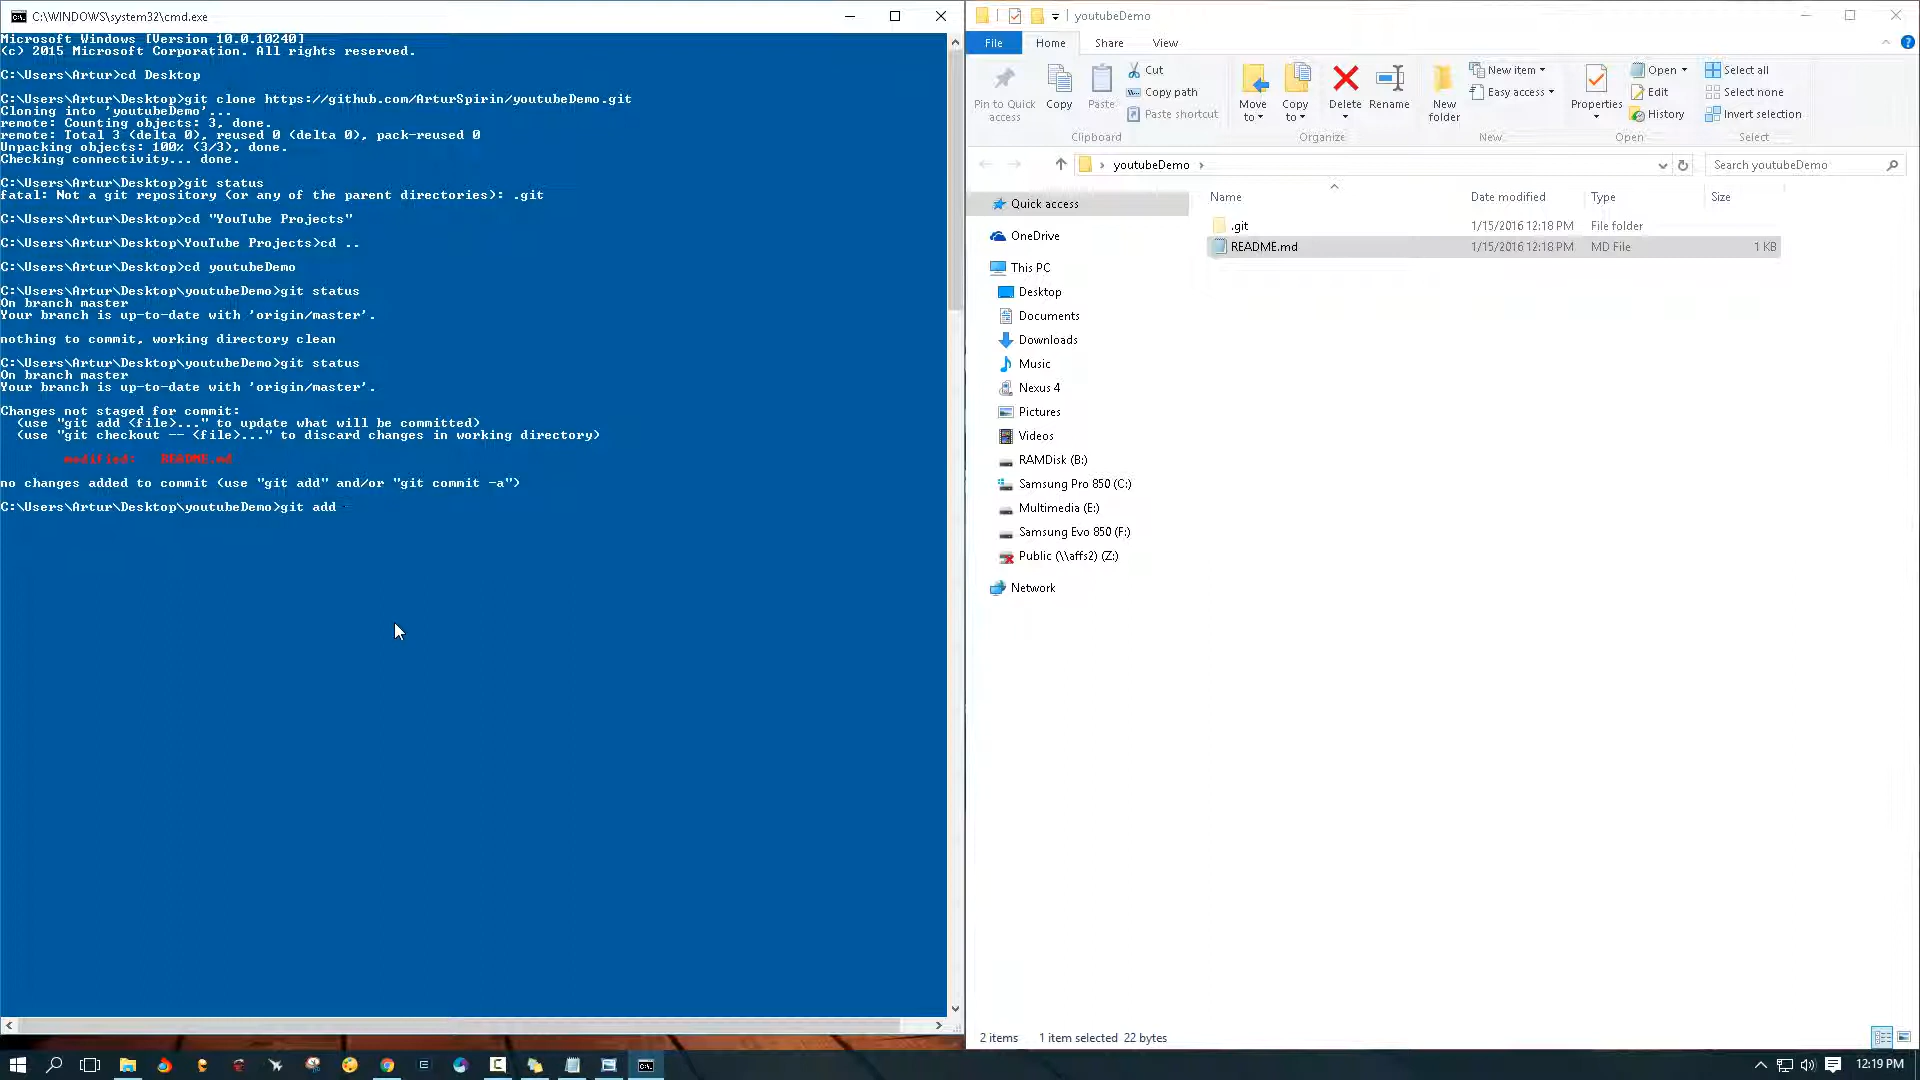 C:\WINDOWS\system32\cmd.exe
Microsoft Windows [Version 10.0.10240]
(c) 2015 Microsoft Corporation. All rights reserved.
C:\Users\Artur>cd Desktop
C:\Users\Artur\Desktop>git clone https://github.com/ArturSpirin/youtubeDemo.git
Cloning into 'youtubeDemo'...
remote: Counting objects: 3, done.
remote: Total 3 (delta 0), reused 0 (delta 0), pack-reused 0
Unpacking objects: 100% (3/3), done.
Checking connectivity... done.
C:\Users\Artur\Desktop>git status
fatal: Not a git repository (or any of the parent directories): .git
C:\Users\Artur\Desktop>cd "YouTube Projects"
C:\Users\Artur\Desktop\YouTube Projects>cd ..
C:\Users\Artur\Desktop>cd youtubeDemo
C:\Users\Artur\Desktop\youtubeDemo>git status
On branch master
Your branch is up-to-date with 'origin/master'.
nothing to commit, working directory clean
C:\Users\Artur\Desktop\youtubeDemo>git status
On branch master
Your branch is up-to-date with 'origin/master'.
Changes not staged for commit:
(use "git add <file>..." to update what will be committed)
(use "git checkout -- <file>..." to discard changes in working directory)
modified: README.md
no changes added to commit (use "git add" and/or "git commit -a")
C:\Users\Artur\Desktop\youtubeDemo>git add
youtubeDemo
File Home Share View
Pin to Quick access
Copy
Paste
Cut
Copy path
Paste shortcut
Clipboard
Move to
Copy to
Delete
Rename
Organize
New folder
New item
Easy access
New
Properties
Open
Edit
History
Open
Select all
Select none
Invert selection
Select
youtubeDemo
Search youtubeDemo
Name Date modified Type Size
.git 1/15/2016 12:18 PM File folder
README.md 1/15/2016 12:18 PM MD File 1 KB
Quick access
OneDrive
This PC
Desktop
Documents
Downloads
Music
Nexus 4
Pictures
Videos
RAMDisk (B:)
Samsung Pro 850 (C:)
Multimedia (E:)
Samsung Evo 850 (F:)
Public (\\affs2) (Z:)
Network
2 items 1 item selected 22 bytes
12:19 PM